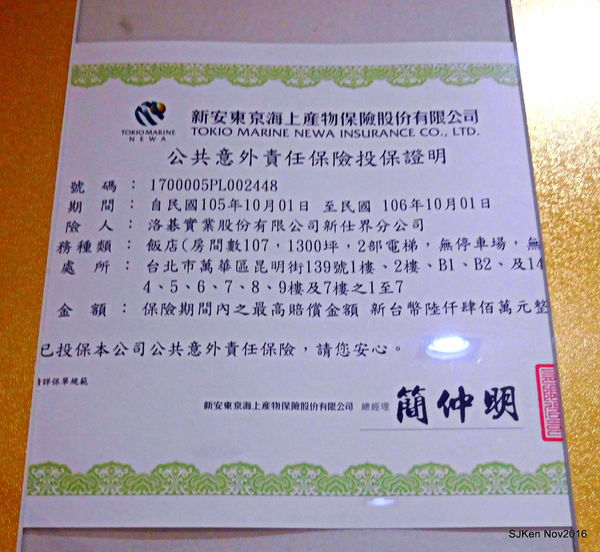 TOKIO MARINE
NEWA
新安東京海上產物保險股份有限公司
TOKIO MARINE NEWA INSURANCE CO., LTD.
公共意外責任保險投保證明
號 碼：1700005PL002448
期 間：自民國105年10月01日 至民國 106年10月01日
險 人：洛碁實業股份有限公司新仕界分公司
務種類：飯店(房間數107，1300坪，2部電梯，無停車場，無
處 所：台北市萬華區昆明街139號1樓、2樓、B1、B2、及14
4、5、6、7、8、9樓及7樓之1至7
金 額：保險期間內之最高賠償金額 新台幣陸仟肆佰萬元整
已投保本公司公共意外責任保險，請您安心。
詳保單規範
新安東京海上產物保險股份有限公司 總經理 簡仲明
SJKen Nov2016